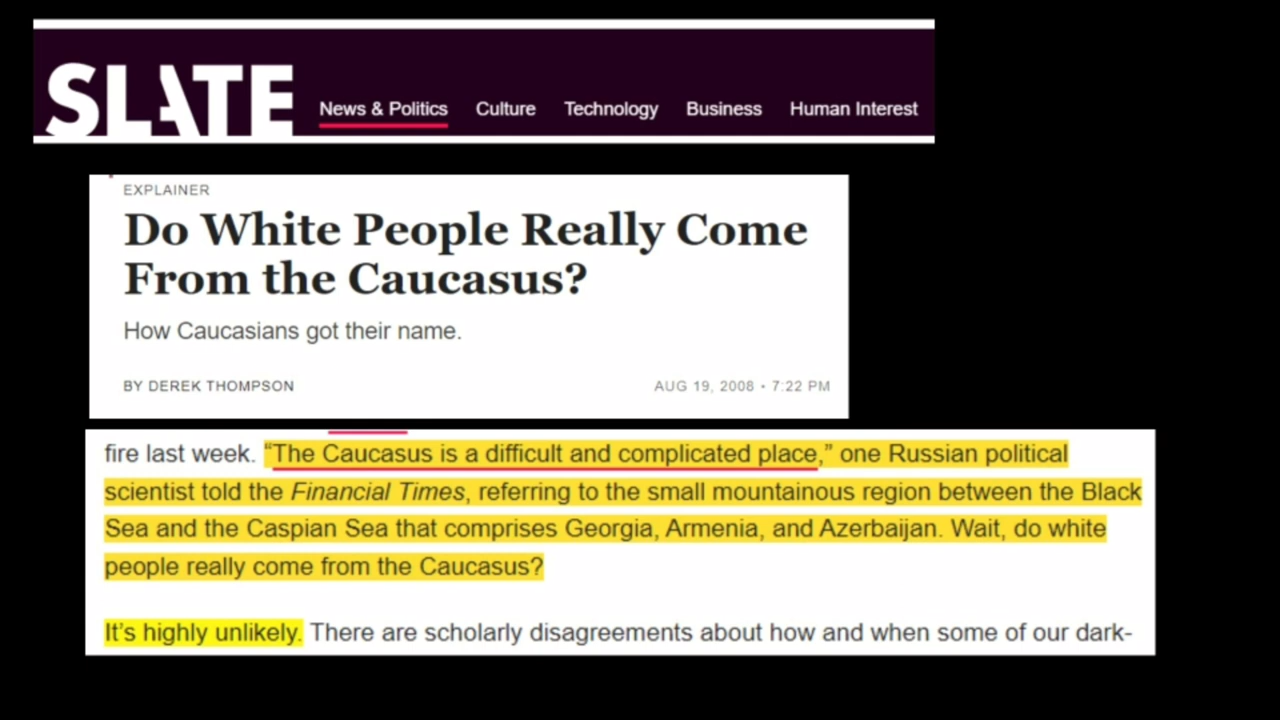 SLATE
News & Politics Culture Technology Business Human Interest
EXPLAINER
Do White People Really Come
From the Caucasus?
How Caucasians got their name.
BY DEREK THOMPSON AUG 19, 2008 • 7:22 PM
fire last week. “The Caucasus is a difficult and complicated place,” one Russian political
scientist told the Financial Times, referring to the small mountainous region between the Black
Sea and the Caspian Sea that comprises Georgia, Armenia, and Azerbaijan. Wait, do white
people really come from the Caucasus?
It’s highly unlikely. There are scholarly disagreements about how and when some of our dark-